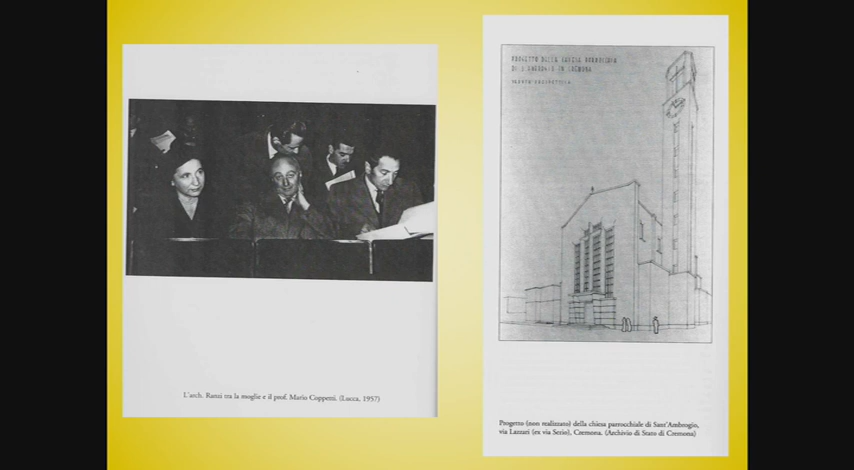 L'arch. Ranzi tra la moglie e il prof. Mario Coppetti. (Lucca, 1957)
PROGETTO DELLA CHIESA PARROCCHIALE
DI S. AMBROGIO IN CREMONA
Progetto (non realizzato) della chiesa parrocchiale di Sant'Ambrogio,
via Lazzari (ex via Serio), Cremona. (Archivio di Stato di Cremona)